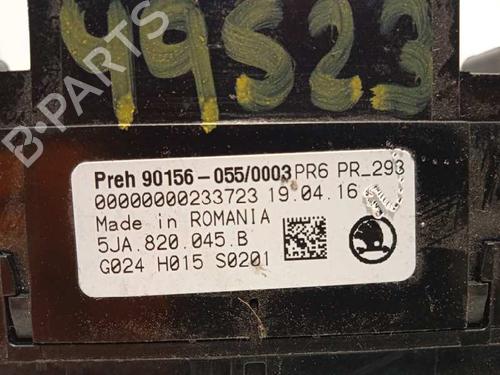 49523
B-PARTS
Preh 90156-055/0003 PR6 PR_293
00000000233723 19.04.16
Made in ROMANIA
5JA.820.045.B
G024 H015 S0201